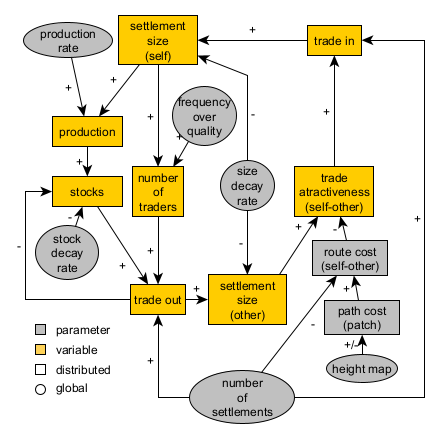 settlement
size
(self)
trade in
production
rate
+
+
+
+
-
+
+
frequency
over
quality
+
production
+
stocks
number
of
traders
size
decay
rate
trade
atractiveness
(self-other)
-
stock
decay
rate
-
+
+
-
+
-
route cost
(self-other)
+
trade out
+
settlement
size
(other)
path cost
(patch)
-
+/-
height map
+
number
of
settlements
parameter
variable
distributed
global